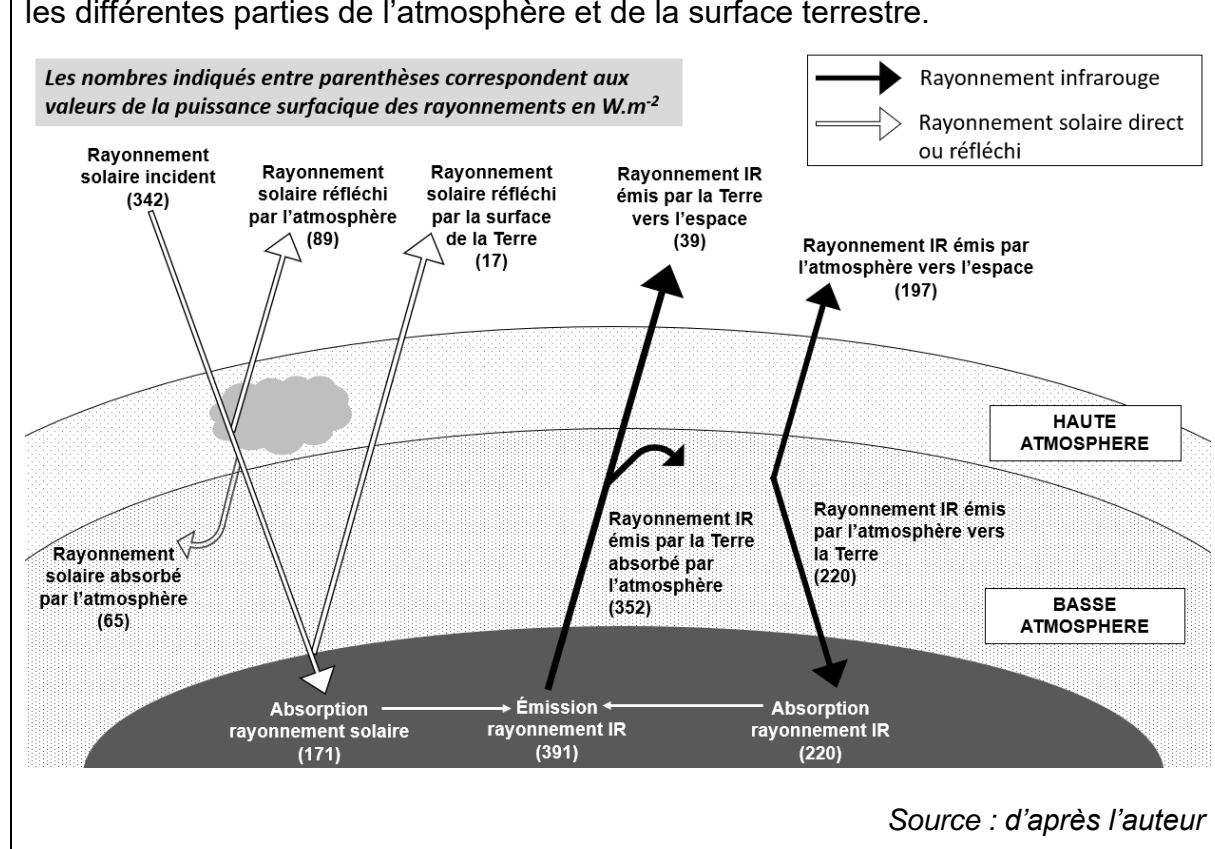 les différentes parties de l’atmosphère et de la surface terrestre.
Les nombres indiqués entre parenthèses correspondent aux
valeurs de la puissance surfacique des rayonnements en W.m-2
Rayonnement infrarouge
Rayonnement solaire direct
ou réfléchi
Rayonnement
solaire incident
(342)
Rayonnement
solaire réfléchi
par l’atmosphère
(89)
Rayonnement
solaire réfléchi
par la surface
de la Terre
(17)
Rayonnement IR
émis par la Terre
vers l’espace
(39)
Rayonnement IR émis par
l’atmosphère vers l’espace
(197)
HAUTE
ATMOSPHERE
Rayonnement
solaire absorbé
par l’atmosphère
(65)
Rayonnement IR
émis par la Terre
absorbé par
l’atmosphère
(352)
Rayonnement IR émis
par l’atmosphère vers
la Terre
(220)
BASSE
ATMOSPHERE
Absorption
rayonnement solaire
(171)
Émission
rayonnement IR
(391)
Absorption
rayonnement IR
(220)
Source : d’après l’auteur